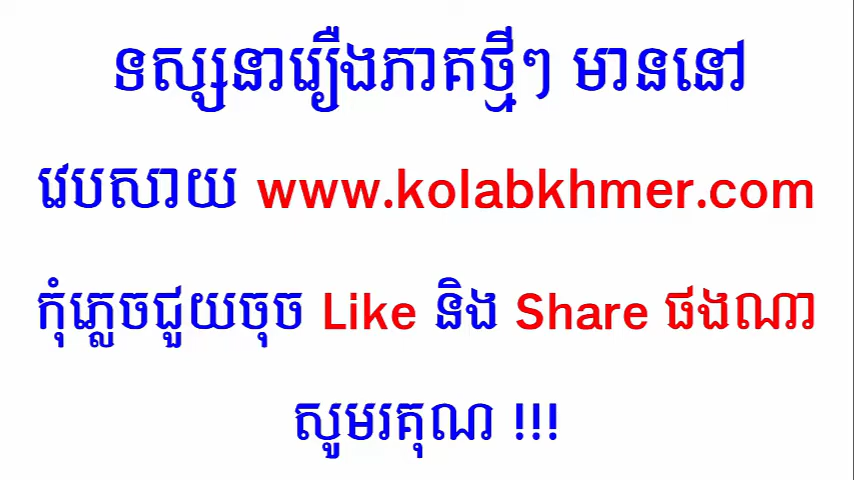 ទស្សនារឿងភាគថ្មីៗ មាននៅ
វេបសាយ www.kolabkhmer.com
កុំភ្លេចជួយចុច Like និង Share ផងណា
សូមរគុណ !!!